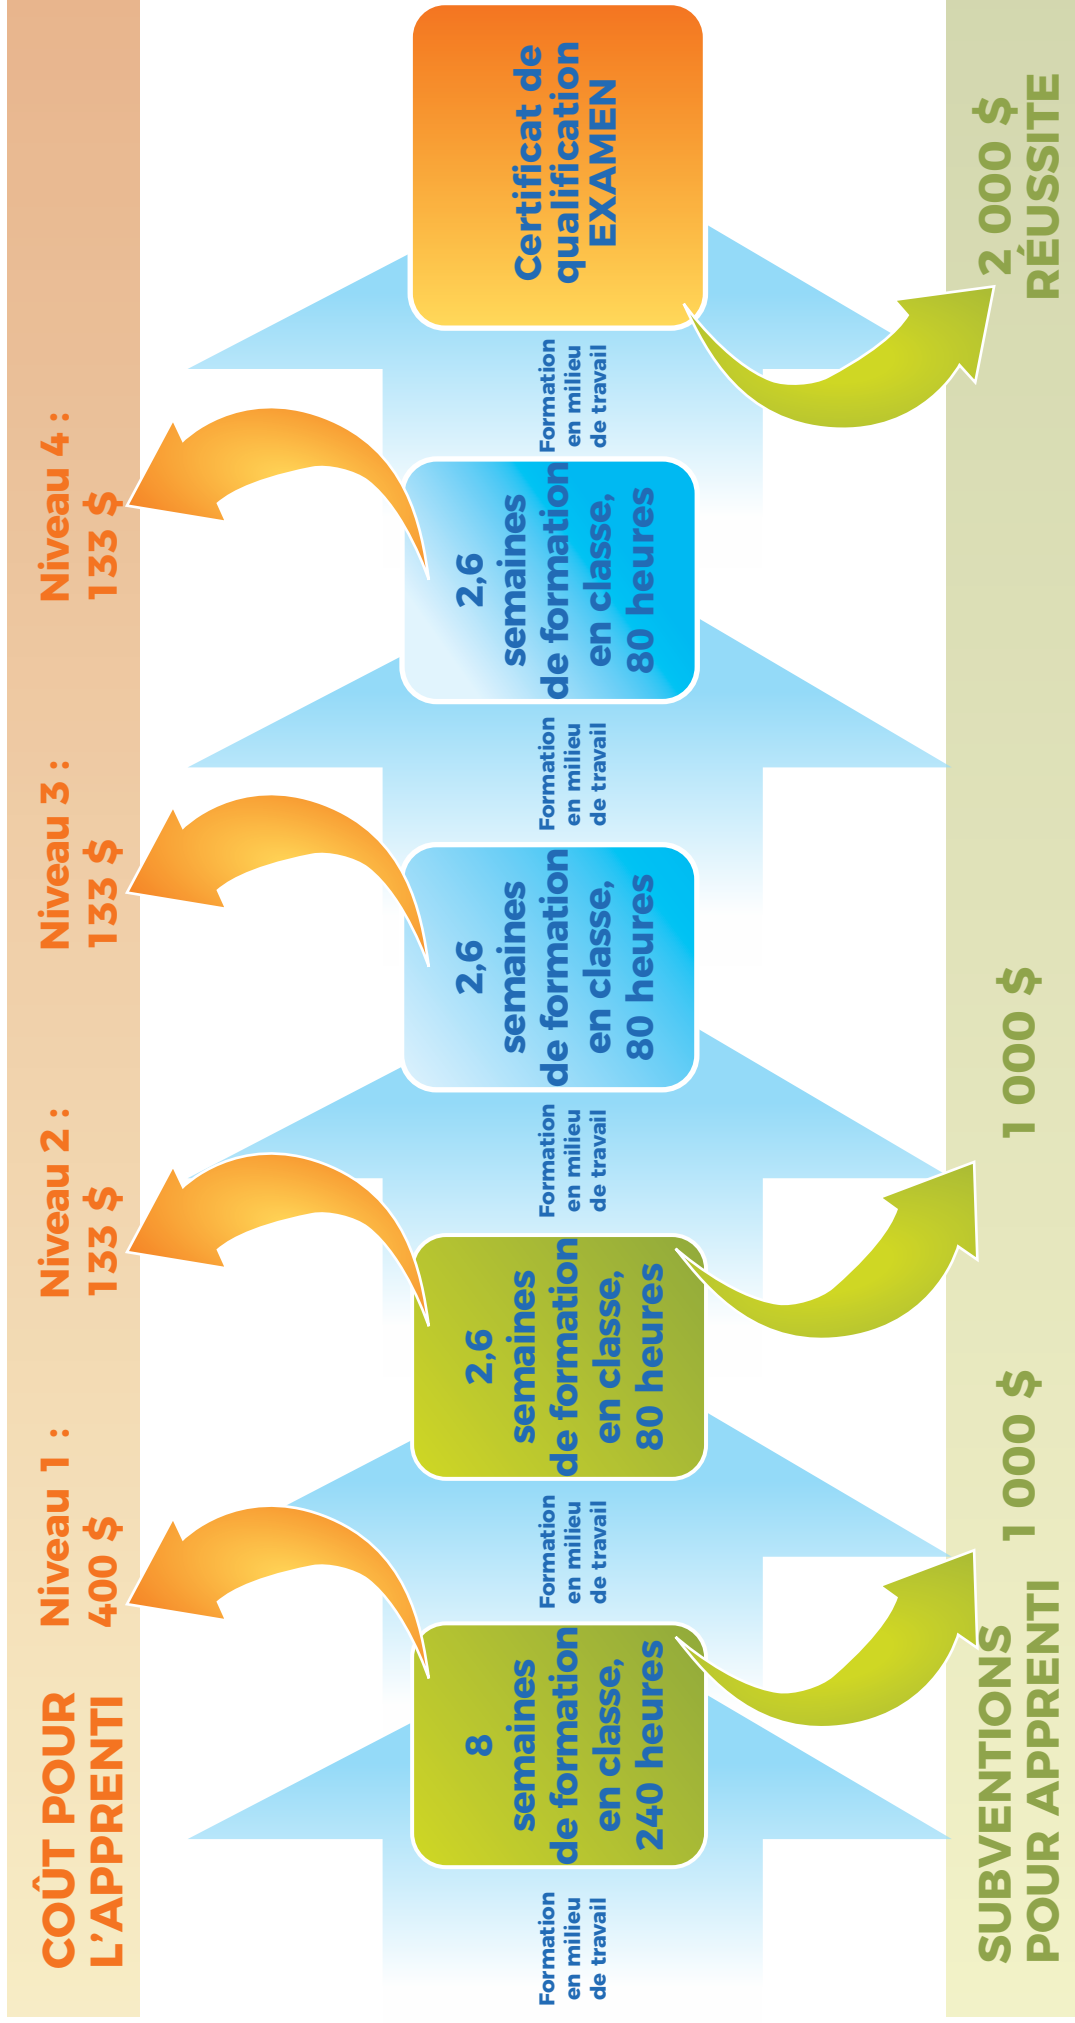 COÛT POUR
L'APPRENTI
Niveau 1 :
400 $
Niveau 2 :
133 $
Niveau 3 :
133 $
Niveau 4 :
133 $
Formation
en milieu
de travail
8
semaines
de formation
en classe,
240 heures
Formation
en milieu
de travail
2,6
semaines
de formation
en classe,
80 heures
Formation
en milieu
de travail
2,6
semaines
de formation
en classe,
80 heures
Formation
en milieu
de travail
2,6
semaines
de formation
en classe,
80 heures
Formation
en milieu
de travail
Certificat de
qualification
EXAMEN
SUBVENTIONS
POUR APPRENTI
1 000 $
1 000 $
2 000 $
RÉUSSITE